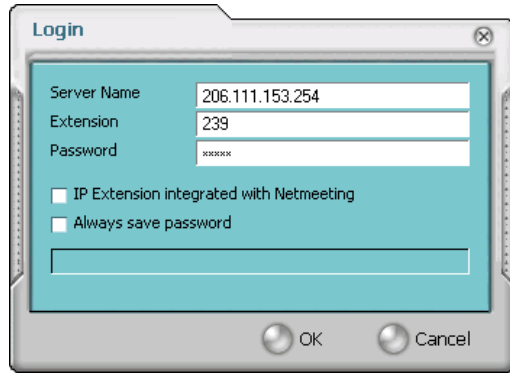 Login
Server Name 206.111.153.254
Extension 239
Password xxxxx
IP Extension integrated with Netmeeting
Always save password
OK Cancel